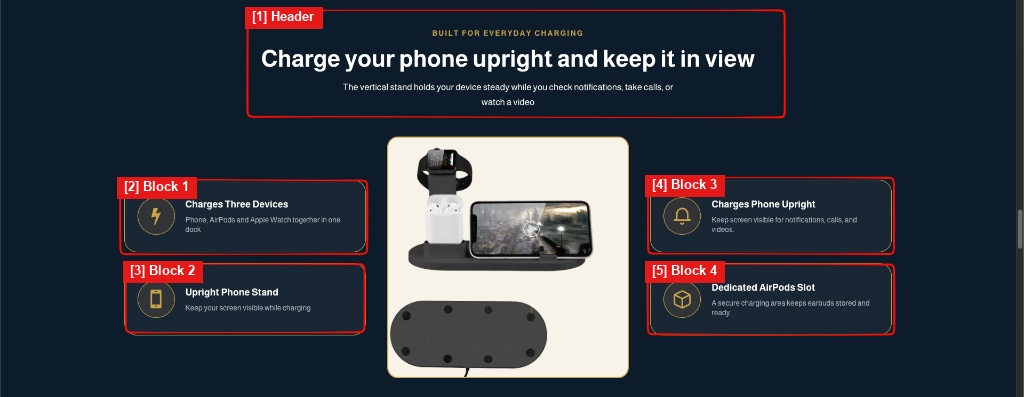 [1] Header
BUILT FOR EVERYDAY CHARGING
Charge your phone upright and keep it in view
The vertical stand holds your device steady while you check notifications, take calls, or
watch a video
[2] Block 1
Charges Three Devices
Phone, AirPods and Apple Watch together in one
dock
[3] Block 2
Upright Phone Stand
Keep your screen visible while charging
[4] Block 3
Charges Phone Upright
Keep screen visible for notifications, calls, and
videos.
[5] Block 4
Dedicated AirPods Slot
A secure charging area keeps earbuds stored and
ready.